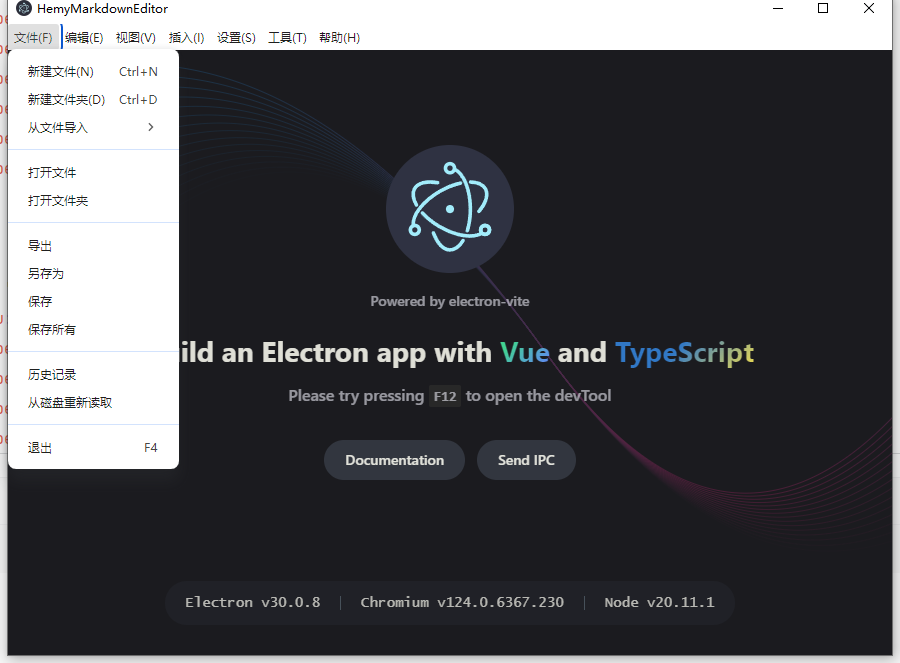 HemyMarkdownEditor
文件(F) 编辑(E) 视图(V) 插入(I) 设置(S) 工具(T) 帮助(H)
新建文件(N) Ctrl+N
新建文件夹(D) Ctrl+D
从文件导入
打开文件
打开文件夹
导出
另存为
保存
保存所有
历史记录
从磁盘重新读取
退出 F4
Powered by electron-vite
ild an Electron app with Vue and TypeScript
Please try pressing F12 to open the devTool
Documentation Send IPC
Electron v30.0.8 Chromium v124.0.6367.230 Node v20.11.1